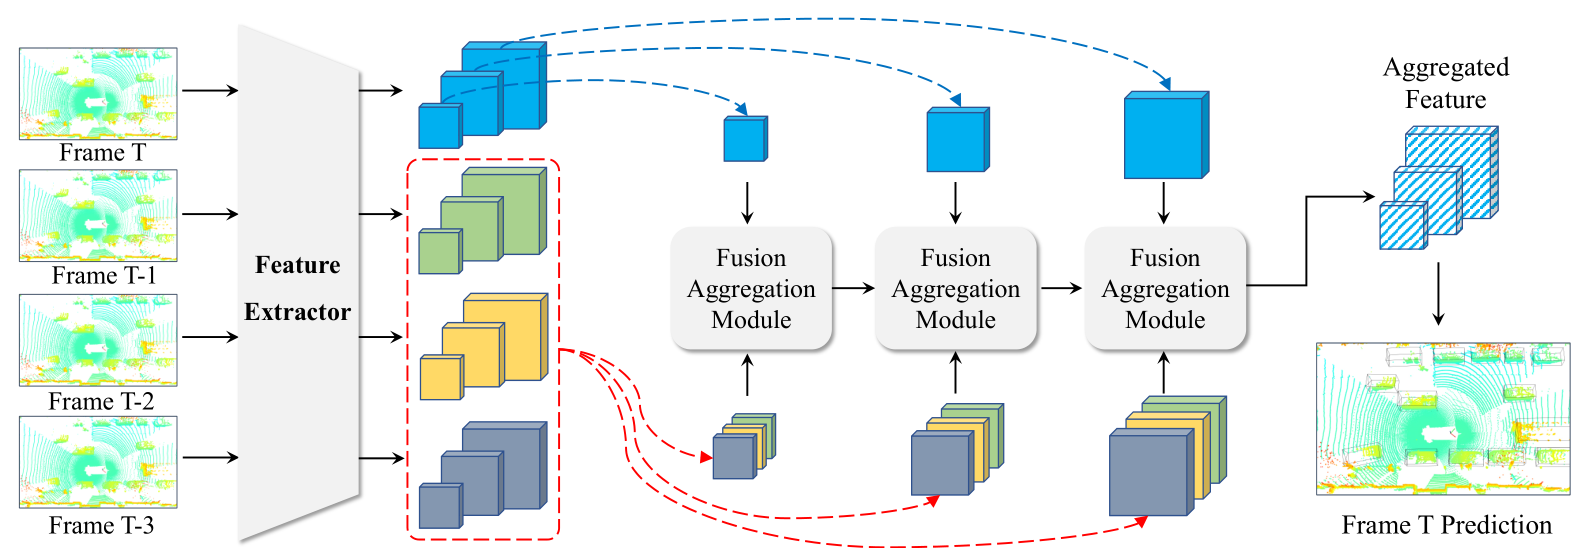 Frame T
Frame T-1
Frame T-2
Frame T-3
Feature
Extractor
Fusion
Aggregation
Module
Fusion
Aggregation
Module
Fusion
Aggregation
Module
Aggregated
Feature
Frame T Prediction